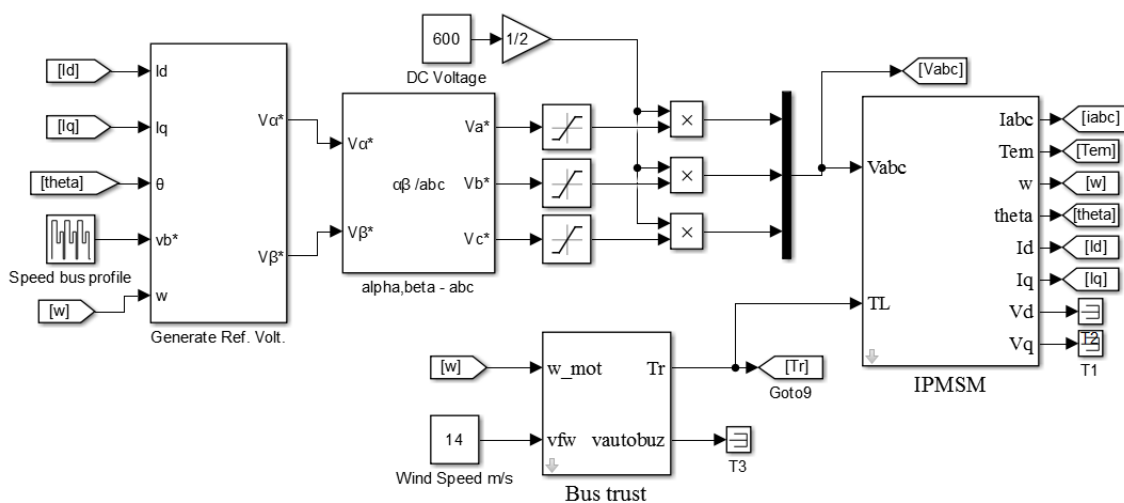 600
1/2
DC Voltage
[Vabc]
[Id]
Id
[Iq]
Iq
[theta]
θ
vb*
Speed bus profile
[w]
w
Vα*
Vβ*
Generate Ref. Volt.
Vα*
Vβ*
αβ /abc
Va*
Vb*
Vc*
alpha,beta - abc
×
×
×
Vabc
TL
Iabc
Tem
w
theta
Id
Iq
Vd
Vq
IPMSM
[iabc]
[Tem]
[w]
[theta]
[Id]
[Iq]
T2
T1
[w]
w_mot
Tr
[Tr]
Goto9
14
Wind Speed m/s
vfw
vautobuz
T3
Bus trust